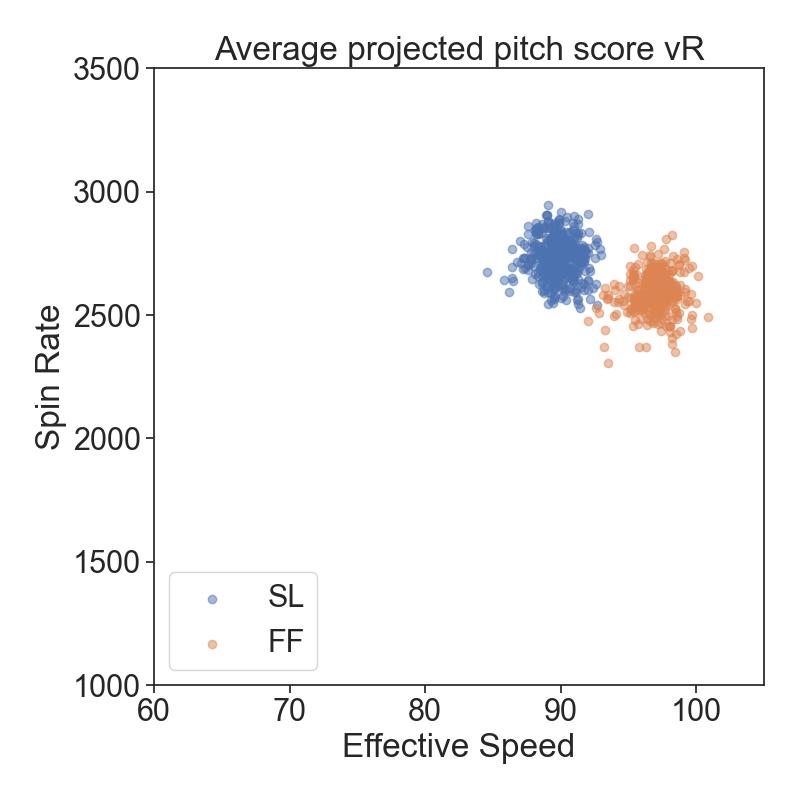 Average projected pitch score vR
3500
3000
2500
2000
1500
1000
Spin Rate
SL
FF
60 70 80 90 100
Effective Speed